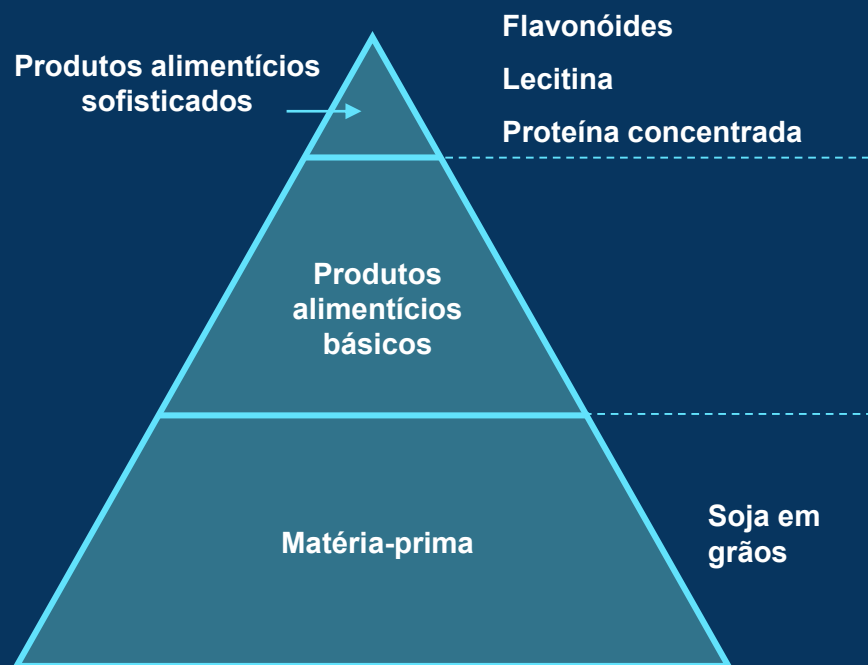 Flavonóides
Produtos alimentícios
sofisticados
Lecitina
Proteína concentrada
Produtos
alimentícios
básicos
Matéria-prima
Soja em
grãos